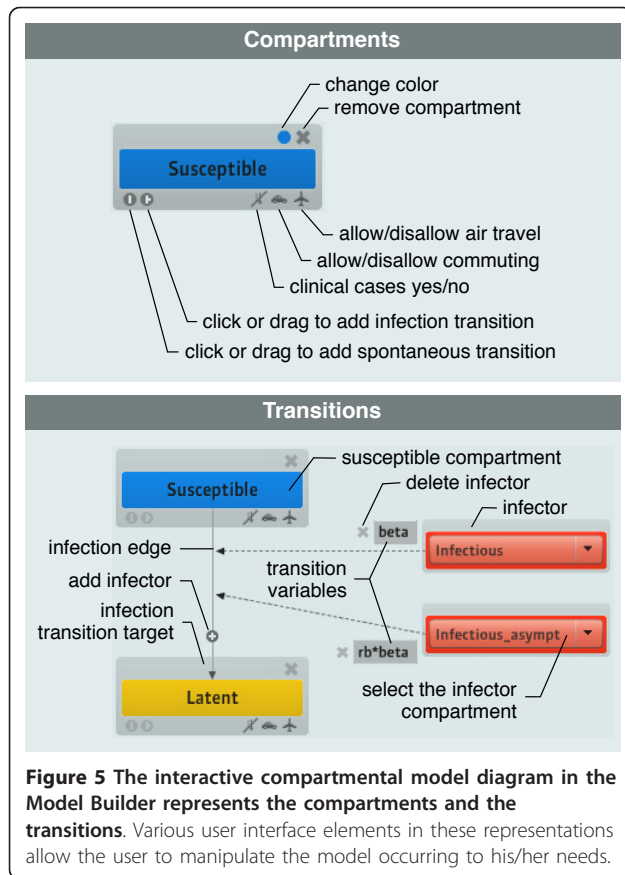 Compartments
change color
remove compartment
Susceptible
allow/disallow air travel
allow/disallow commuting
clinical cases yes/no
click or drag to add infection transition
click or drag to add spontaneous transition
Transitions
susceptible compartment
Susceptible
delete infector
infector
beta
infection edge
Infectious
add infector
transition
variables
infection
transition target
Infectious_asympt
rb*beta
Latent
select the infector
compartment
Figure 5 The interactive compartmental model diagram in the
Model Builder represents the compartments and the
transitions. Various user interface elements in these representations
allow the user to manipulate the model occurring to his/her needs.